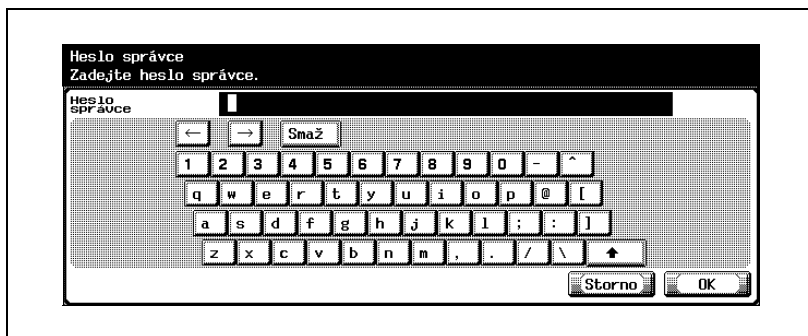 Heslo správce
Zadejte heslo správce.
Heslo
správce
← → Smaž
1 2 3 4 5 6 7 8 9 0 - ^
q w e r t y u i o p @ [
a s d f g h j k l ; : ]
z x c v b n m , . / \ ↑
Storno OK